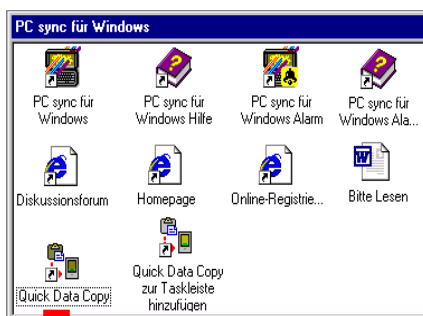 PC sync für Windows
PC sync für
Windows
PC sync für
Windows Hilfe
PC sync für
Windows Alarm
PC sync für
Windows Ala...
Diskussionsforum
Homepage
Online-Registrie...
Bitte Lesen
Quick Data Copy
Quick Data Copy
zur Taskleiste
hinzufügen